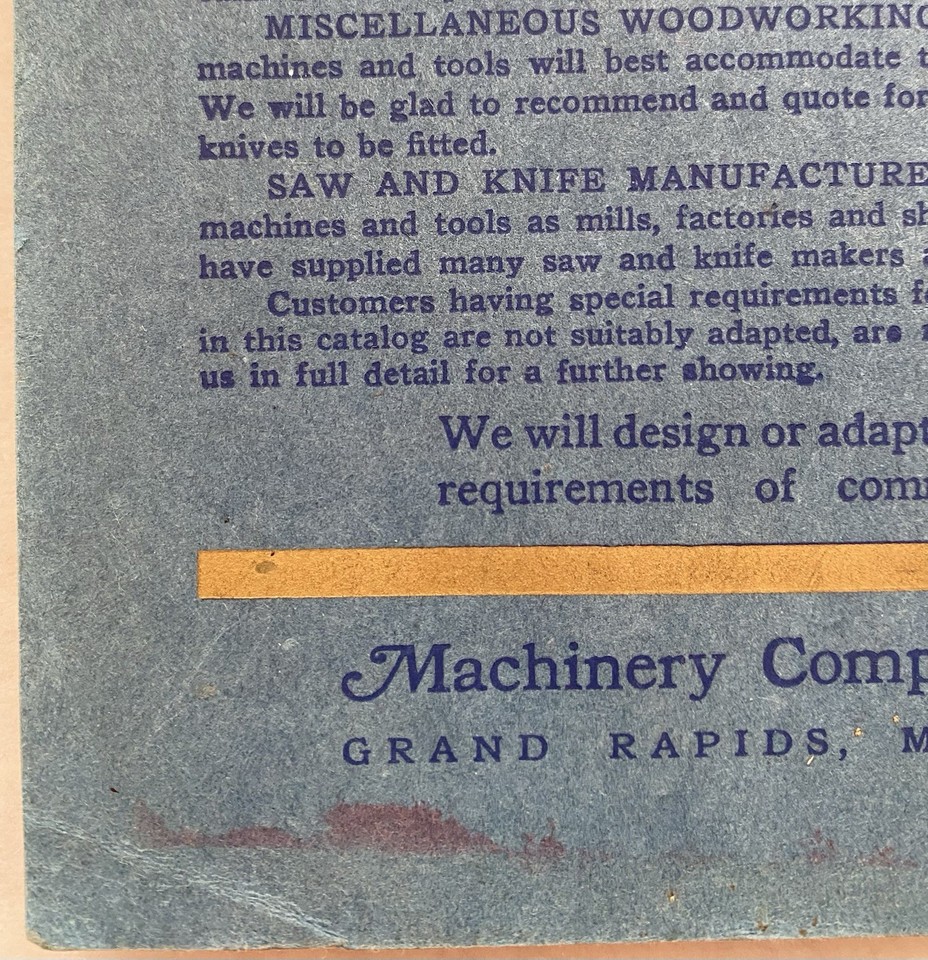 MISCELLANEOUS WOODWORKING
machines and tools will best accommodate
We will be glad to recommend and quote for
knives to be fitted.
SAW AND KNIFE MANUFACTURE
machines and tools as mills, factories and sh
have supplied many saw and knife makers a
Customers having special requirements fo
in this catalog are not suitably adapted, are
us in full detail for a further showing.
We will design or adapt
requirements of com
Machinery Comp
GRAND RAPIDS, M